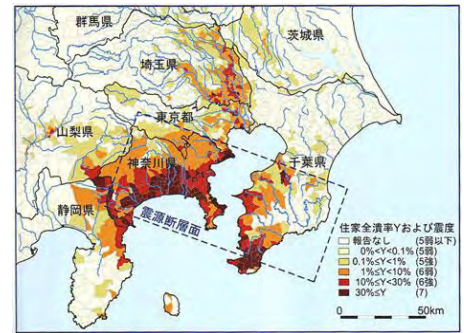 群馬県
茨城県
埼玉県
東京都
山梨県
神奈川県
千葉県
静岡県
震源断層面
住家全潰率Yおよび震度
報告なし (5弱以下)
0%<Y<0.1% (5弱)
0.1%≤Y<1% (5強)
1%≤Y<10% (6弱)
10%≤Y<30% (6強)
30%≤Y (7)
0 50km